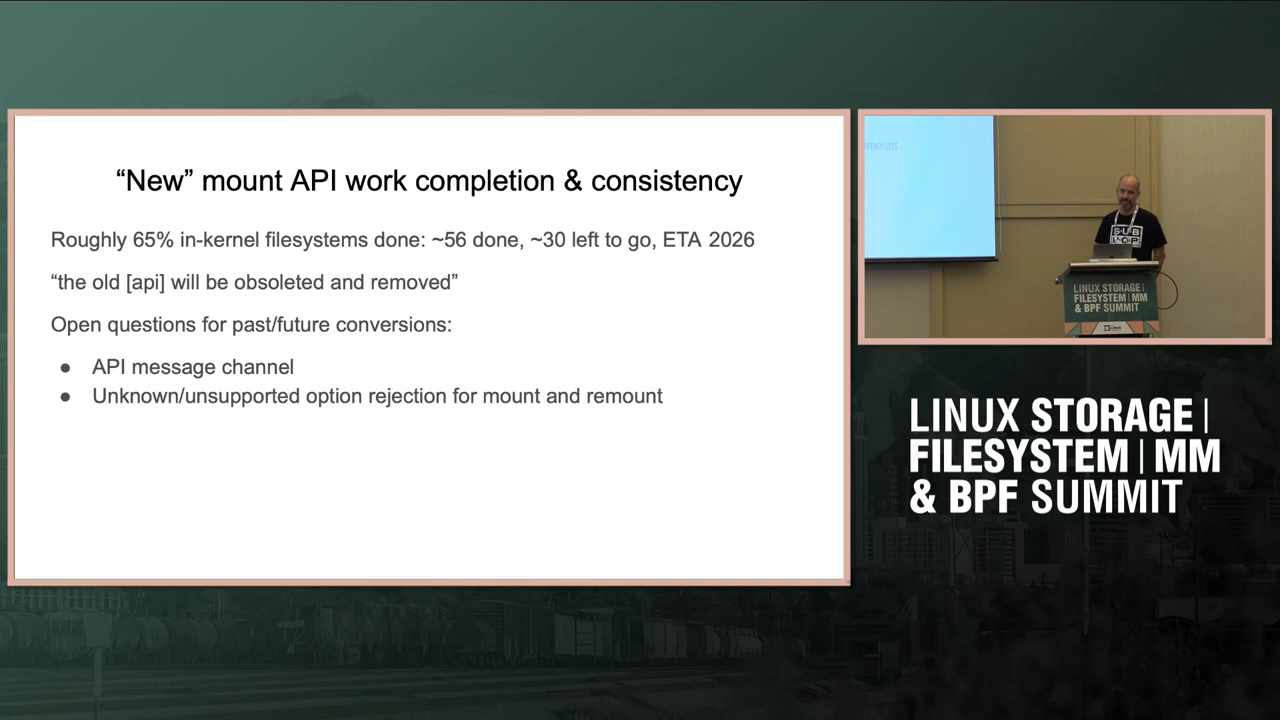 “New” mount API work completion & consistency
Roughly 65% in-kernel filesystems done: ~56 done, ~30 left to go, ETA 2026
“the old [api] will be obsoleted and removed”
Open questions for past/future conversions:
● API message channel
● Unknown/unsupported option rejection for mount and remount
mount
SUB
LOP
LINUX STORAGE |
FILESYSTEM | MM
& BPF SUMMIT
LINUX STORAGE |
FILESYSTEM | MM
& BPF SUMMIT